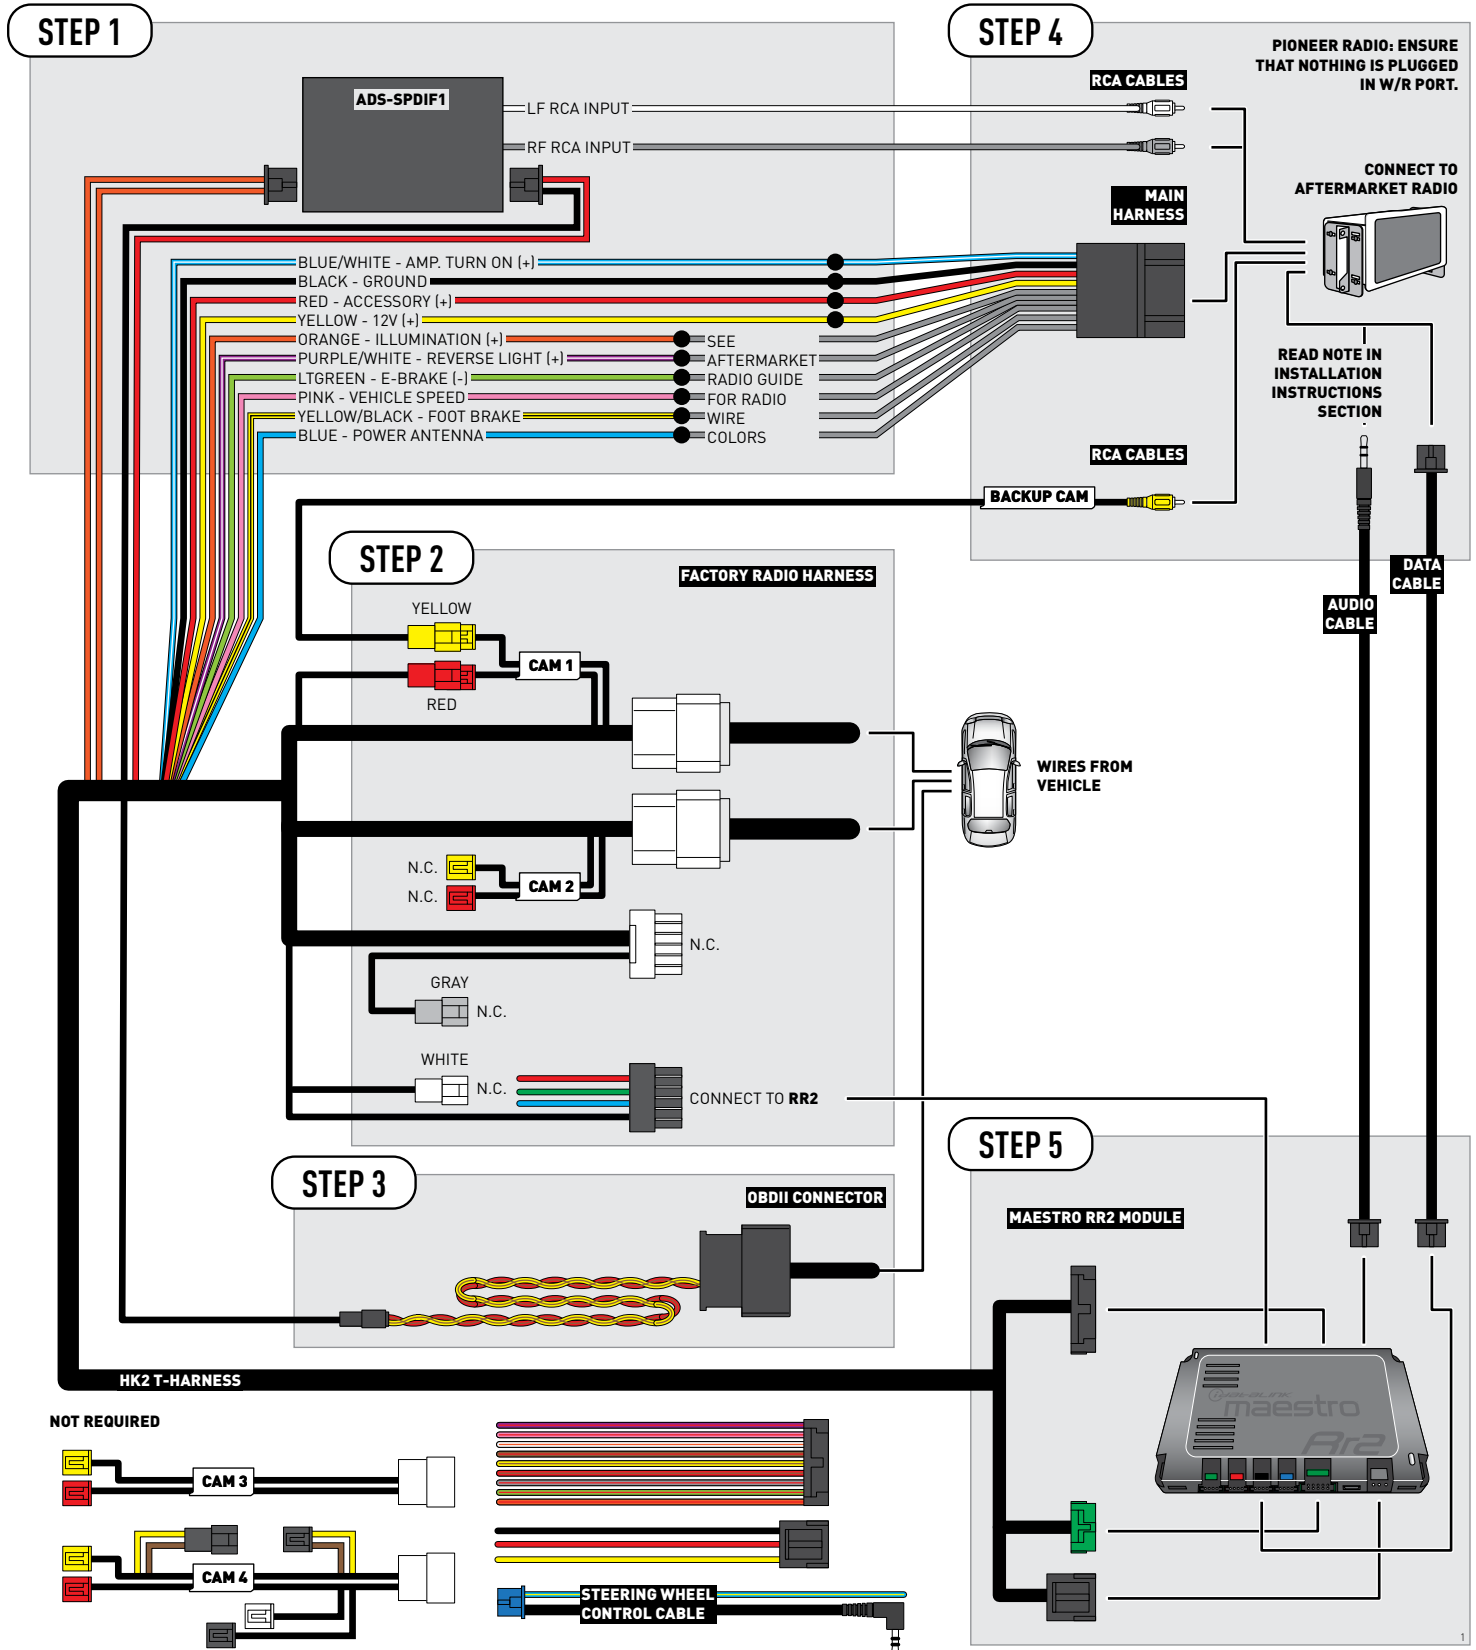 STEP 1
ADS-SPDIF1
LF RCA INPUT
RF RCA INPUT
BLUE/WHITE - AMP. TURN ON (+)
BLACK - GROUND
RED - ACCESSORY (+)
YELLOW - 12V (+)
ORANGE - ILLUMINATION (+)
PURPLE/WHITE - REVERSE LIGHT (+)
LTGREEN - E-BRAKE (-)
PINK - VEHICLE SPEED
YELLOW/BLACK - FOOT BRAKE
BLUE - POWER ANTENNA
SEE
AFTERMARKET
RADIO GUIDE
FOR RADIO
WIRE
COLORS
STEP 4
PIONEER RADIO: ENSURE
THAT NOTHING IS PLUGGED
IN W/R PORT.
RCA CABLES
MAIN
HARNESS
CONNECT TO
AFTERMARKET RADIO
READ NOTE IN
INSTALLATION
INSTRUCTIONS
SECTION
RCA CABLES
BACKUP CAM
DATA
CABLE
AUDIO
CABLE
STEP 2
FACTORY RADIO HARNESS
YELLOW
CAM 1
RED
WIRES FROM
VEHICLE
N.C.
N.C.
CAM 2
N.C.
GRAY
N.C.
WHITE
N.C.
CONNECT TO RR2
STEP 3
OBDII CONNECTOR
STEP 5
MAESTRO RR2 MODULE
iDATALINK
maestro
Rr2
HK2 T-HARNESS
NOT REQUIRED
CAM 3
CAM 4
STEERING WHEEL
CONTROL CABLE
1